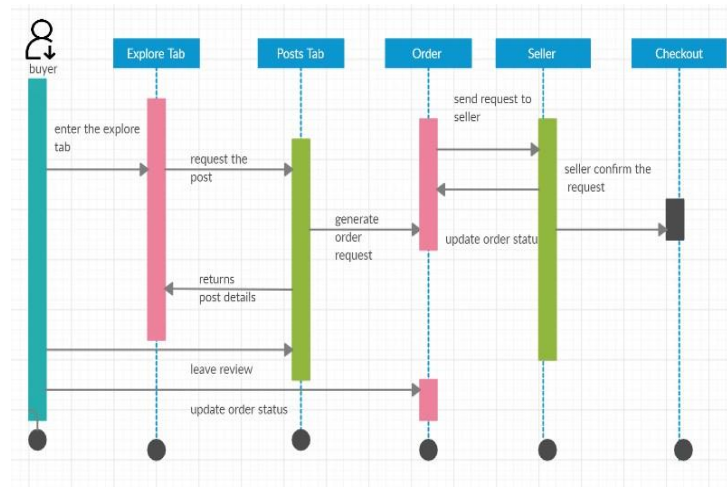 buyer
Explore Tab
Posts Tab
Order
Seller
Checkout
send request to
seller
enter the explore
tab
request the
post
seller confirm the
request
generate
order
request
update order statu
returns
post details
leave review
update order status